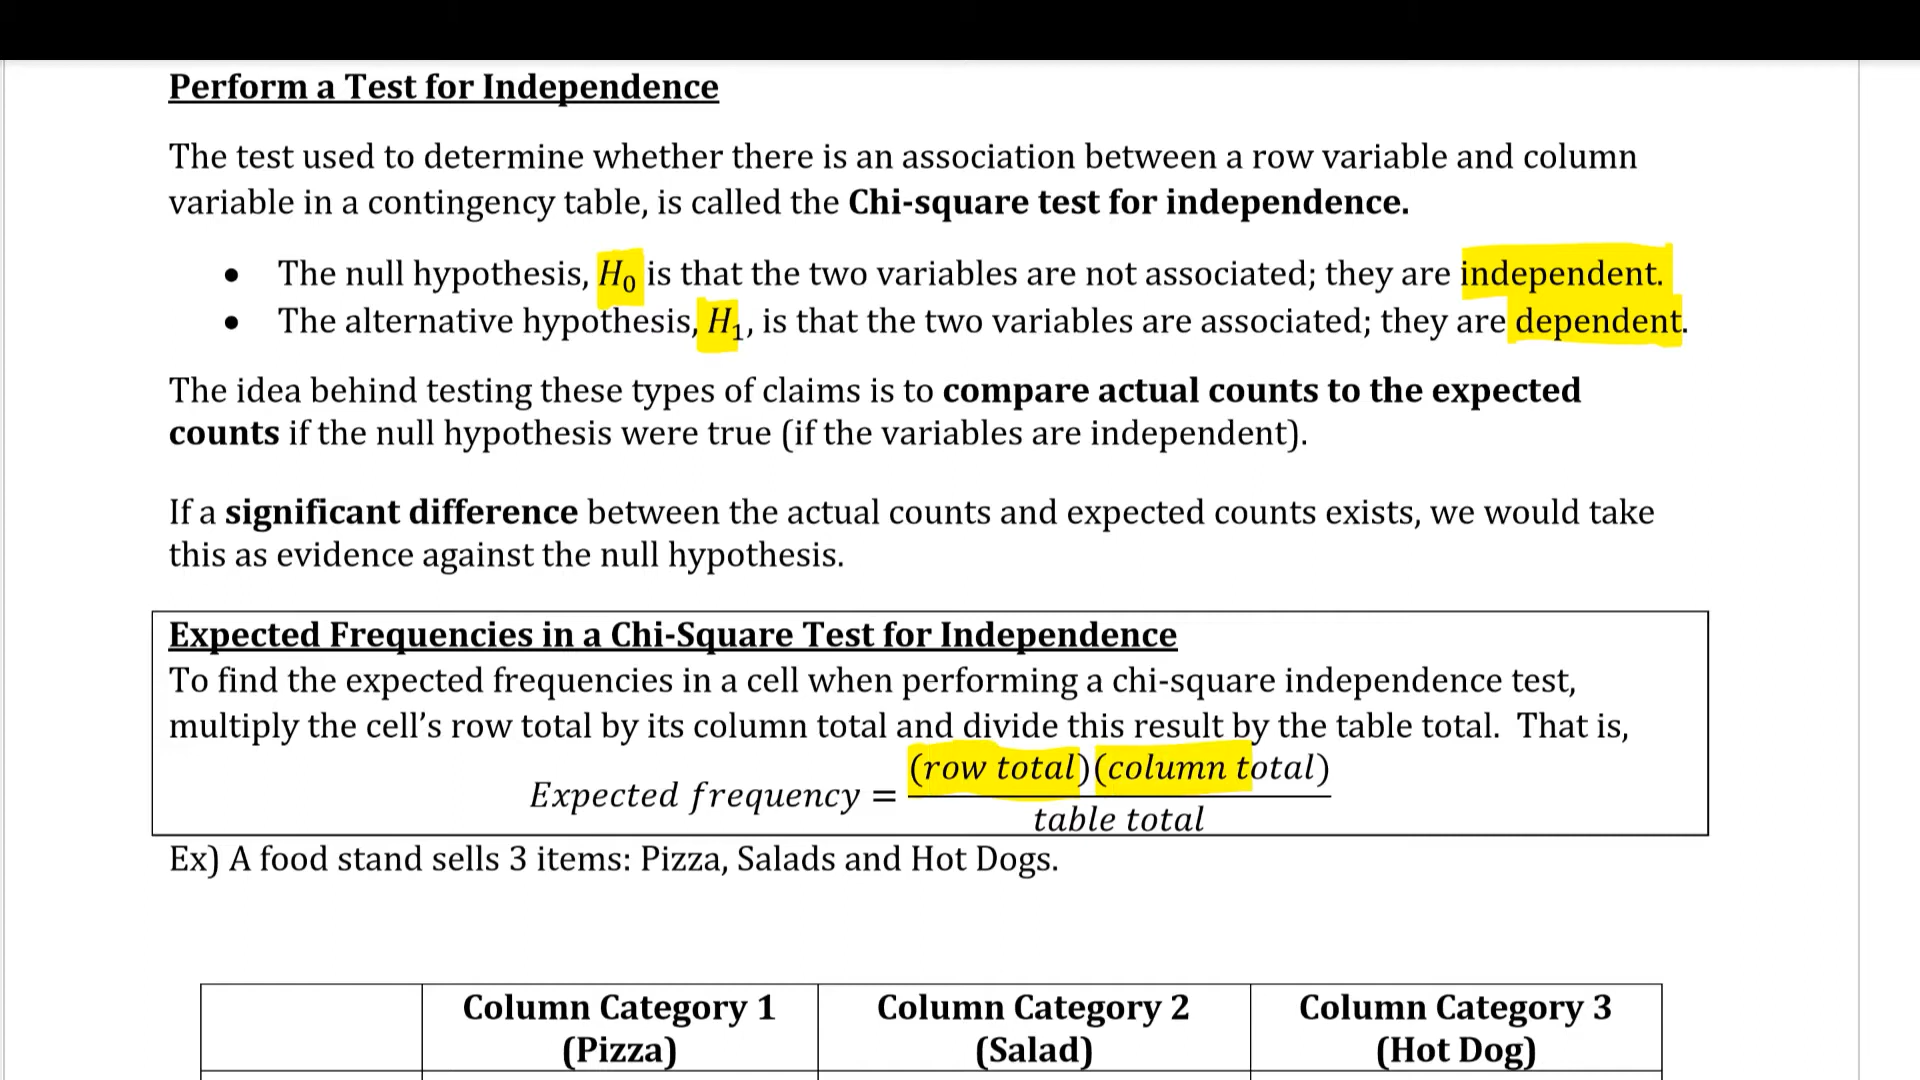 Perform a Test for Independence
The test used to determine whether there is an association between a row variable and column
variable in a contingency table, is called the Chi-square test for independence.
• The null hypothesis, H₀ is that the two variables are not associated; they are independent.
• The alternative hypothesis, H₁, is that the two variables are associated; they are dependent.
The idea behind testing these types of claims is to compare actual counts to the expected
counts if the null hypothesis were true (if the variables are independent).
If a significant difference between the actual counts and expected counts exists, we would take
this as evidence against the null hypothesis.
Expected Frequencies in a Chi-Square Test for Independence
To find the expected frequencies in a cell when performing a chi-square independence test,
multiply the cell’s row total by its column total and divide this result by the table total. That is,
(row total)(column total)
Expected frequency =
table total
Ex) A food stand sells 3 items: Pizza, Salads and Hot Dogs.
Column Category 1 Column Category 2 Column Category 3
(Pizza) (Salad) (Hot Dog)